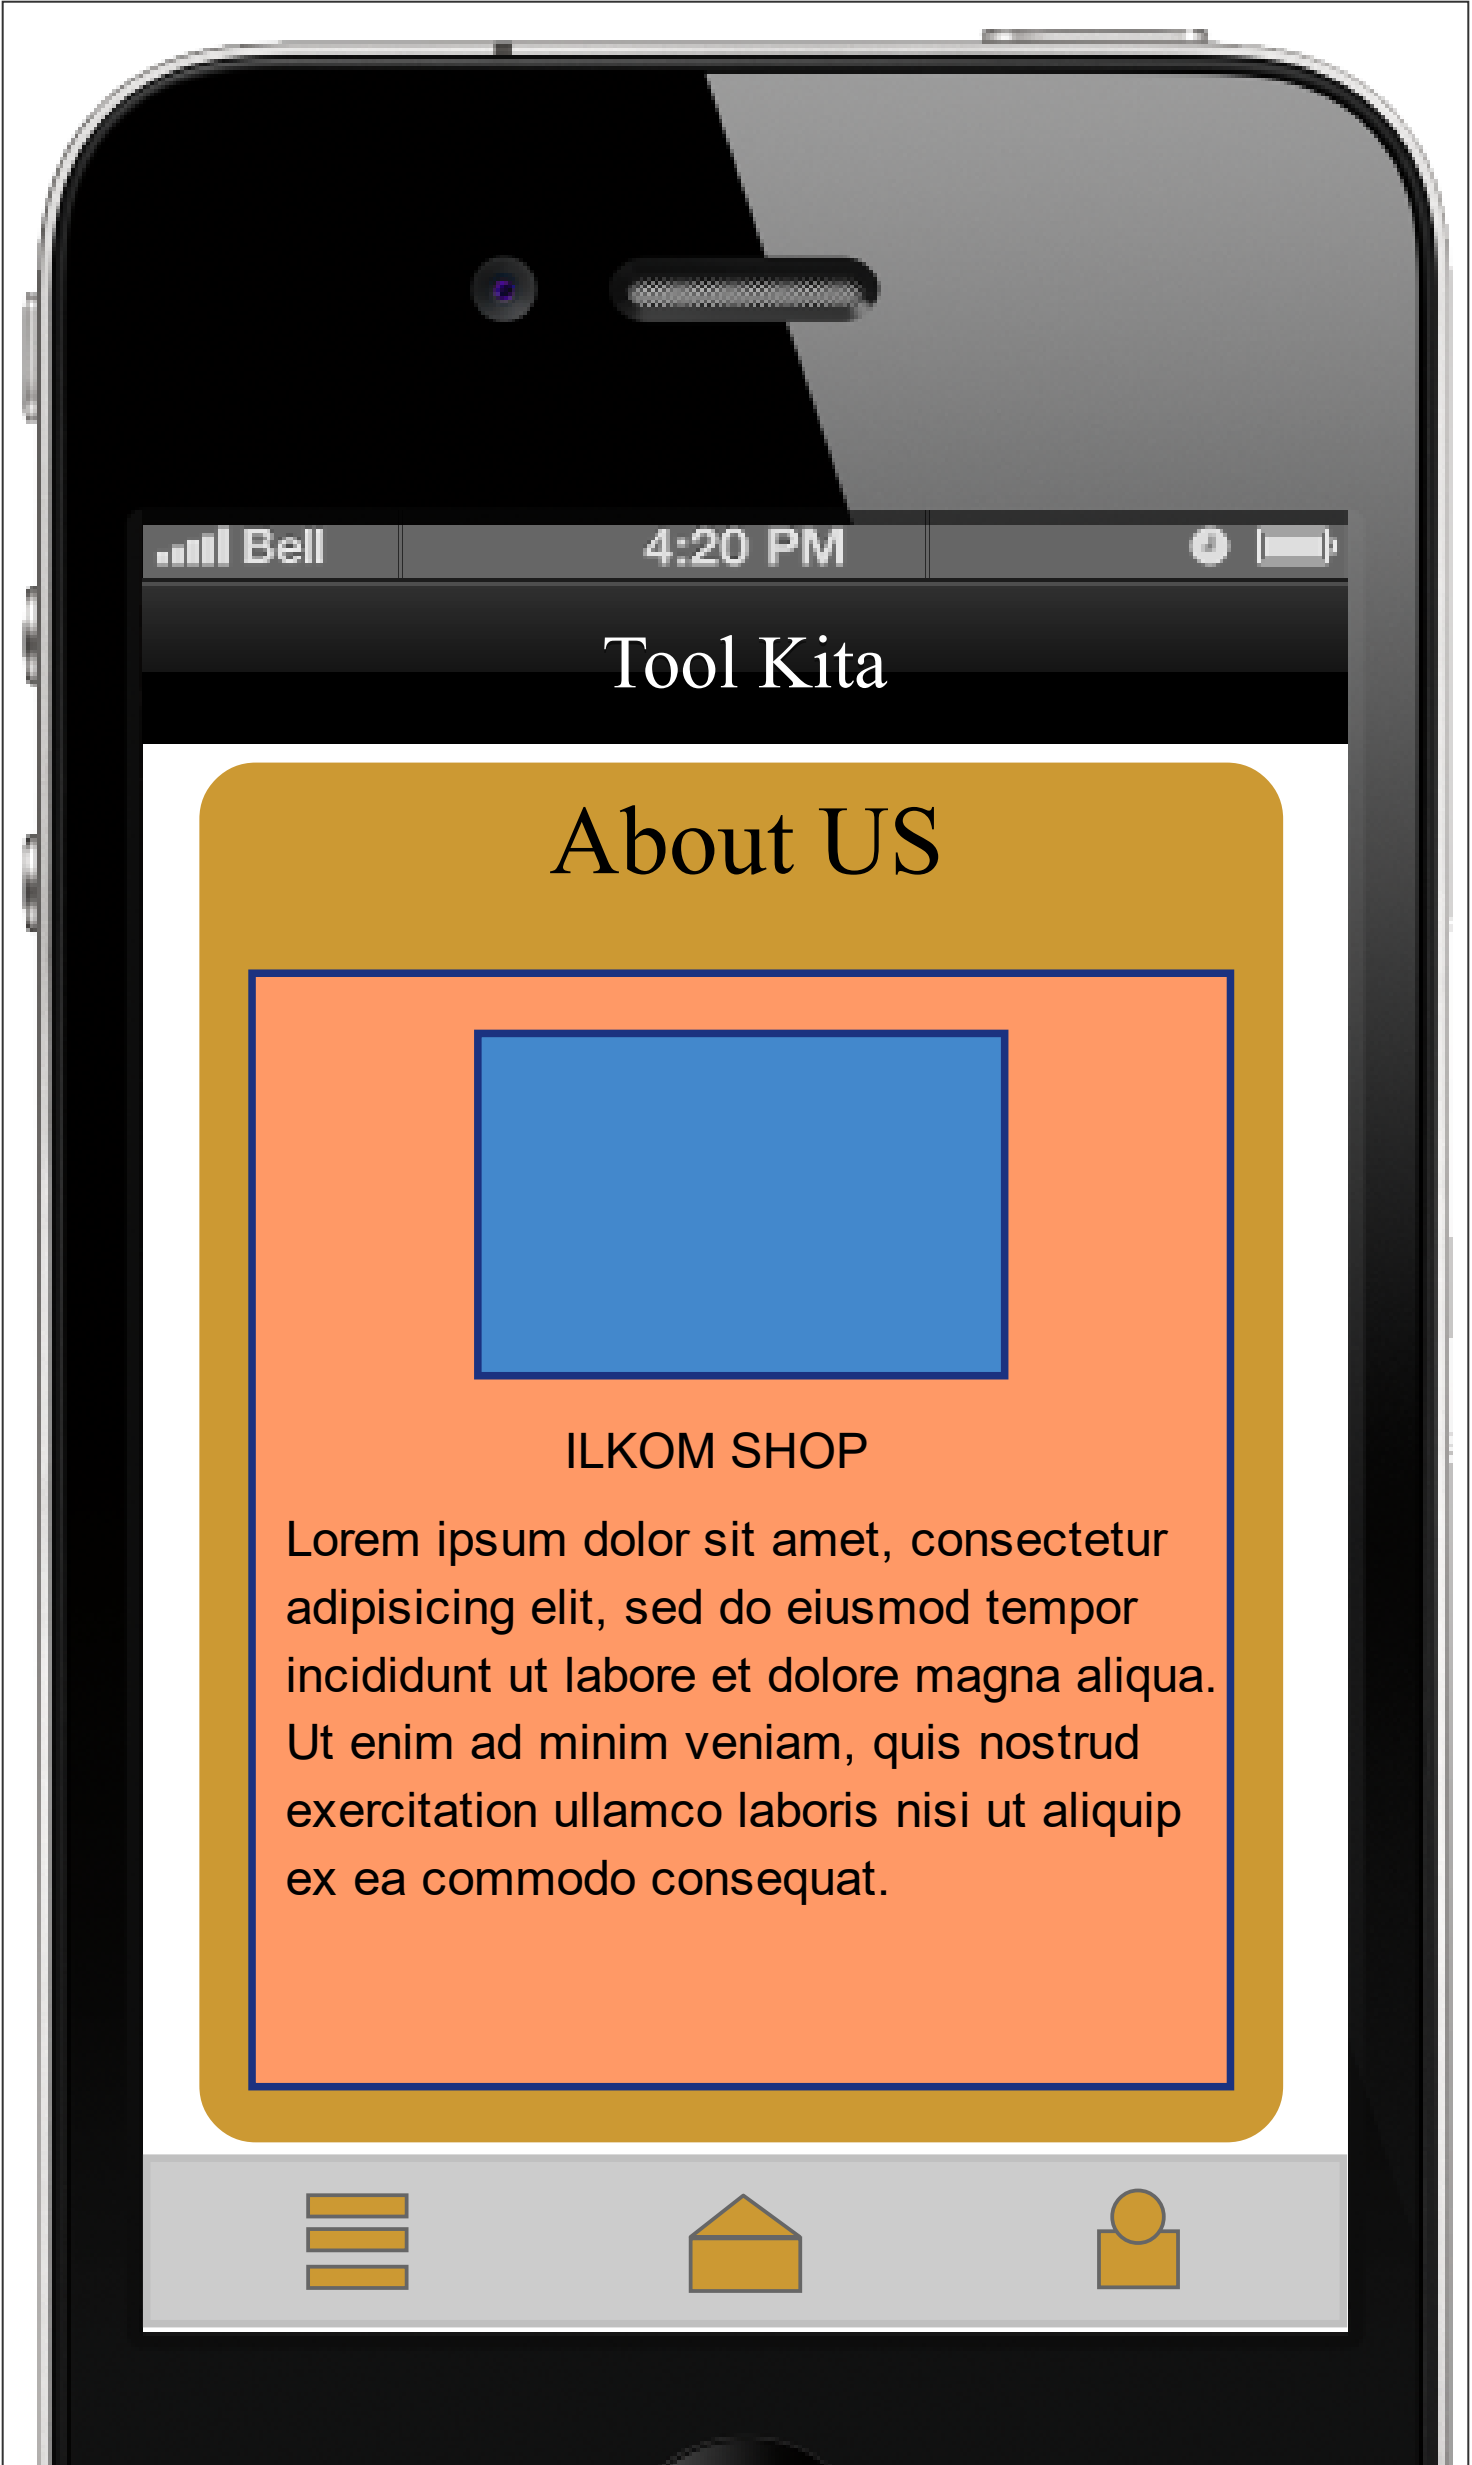 Bell 4:20 PM
Tool Kita
About US
ILKOM SHOP
Lorem ipsum dolor sit amet, consectetur
adipisicing elit, sed do eiusmod tempor
incididunt ut labore et dolore magna aliqua.
Ut enim ad minim veniam, quis nostrud
exercitation ullamco laboris nisi ut aliquip
ex ea commodo consequat.